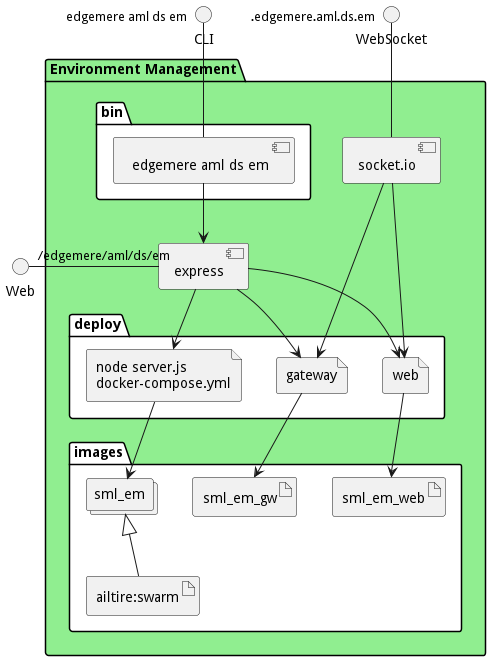 edgemere aml ds em
.edgemere.aml.ds.em
CLI
WebSocket
Environment Management
bin
edgemere aml ds em
socket.io
/edgemere/aml/ds/em
express
Web
deploy
node server.js
docker-compose.yml
gateway
web
images
sml_em
sml_em_gw
sml_em_web
ailtire:swarm